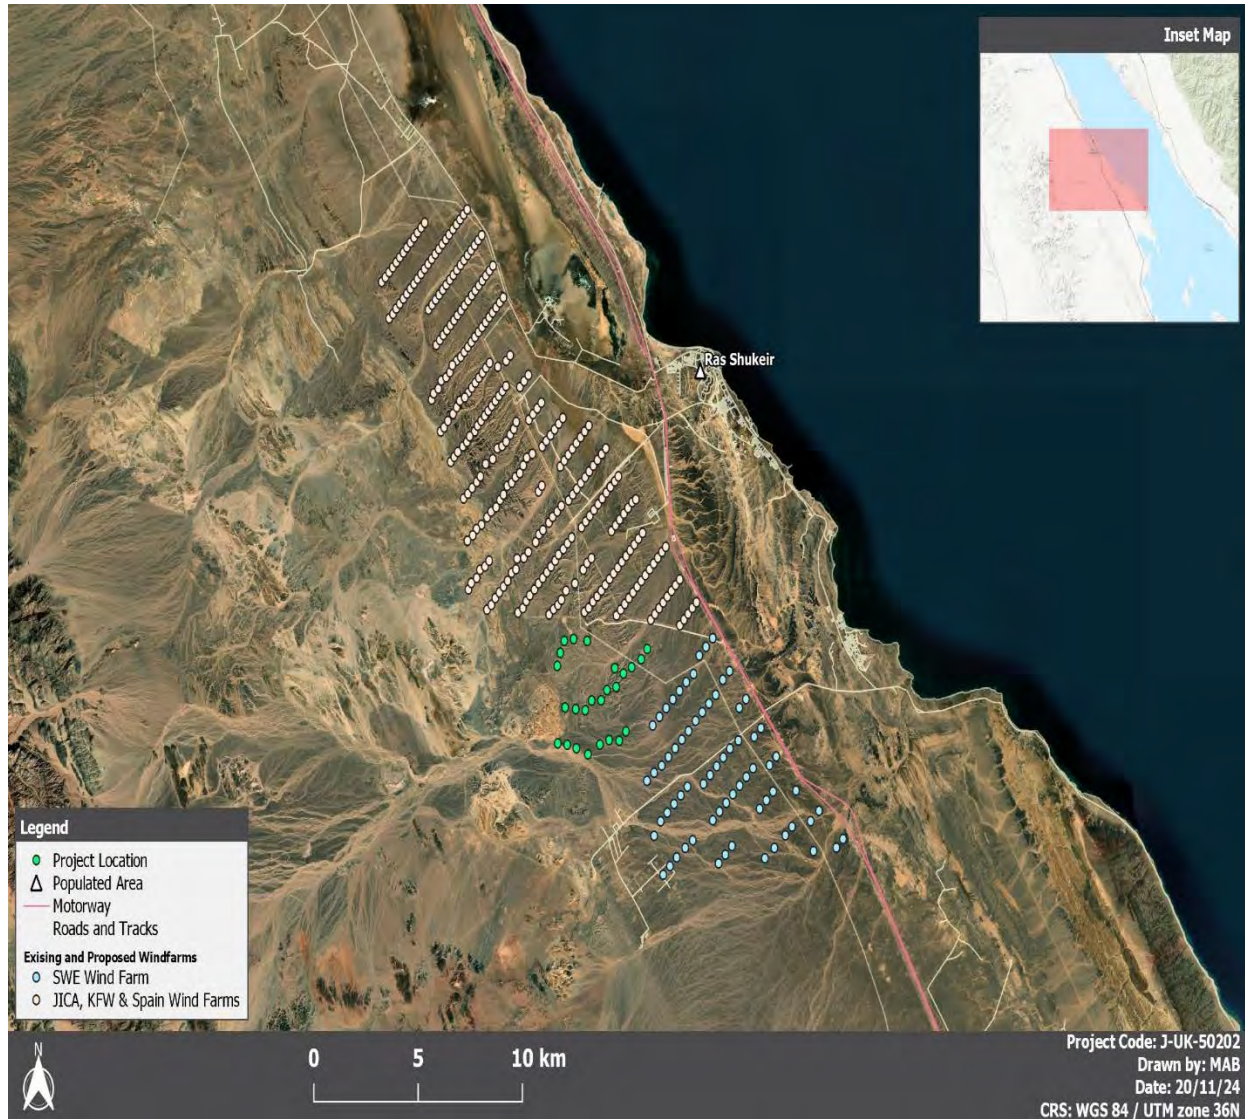 Inset Map
Ras Shukeir
Legend
Project Location
Populated Area
Motorway
Roads and Tracks
Exising and Proposed Windfarms
SWE Wind Farm
JICA, KFW & Spain Wind Farms
N
0 5 10 km
Project Code: J-UK-50202
Drawn by: MAB
Date: 20/11/24
CRS: WGS 84 / UTM zone 36N